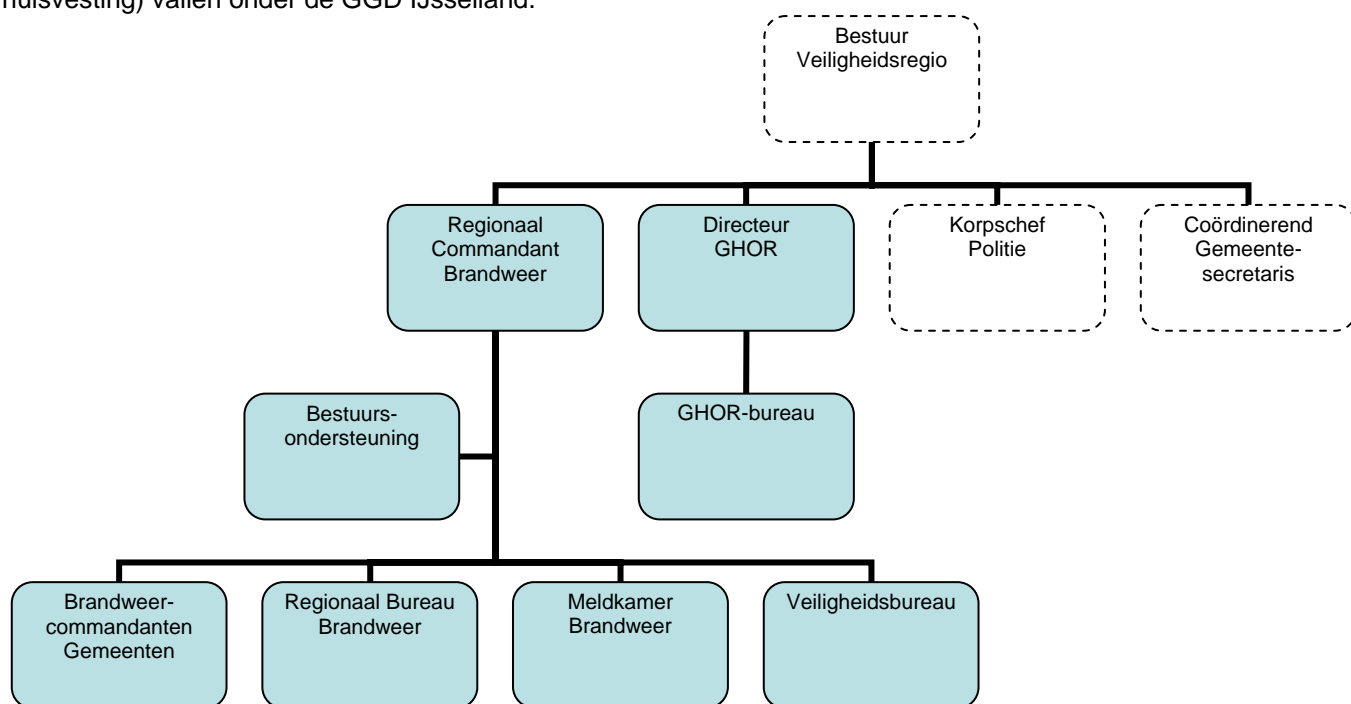 huisvesting) vallen onder de GGD IJsselland.
Bestuur
Veiligheidsregio
Regionaal
Commandant
Brandweer
Directeur
GHOR
Korpschef
Politie
Coördinerend
Gemeente-
secretaris
Bestuurs-
ondersteuning
GHOR-bureau
Brandweer-
commandanten
Gemeenten
Regionaal Bureau
Brandweer
Meldkamer
Brandweer
Veiligheidsbureau